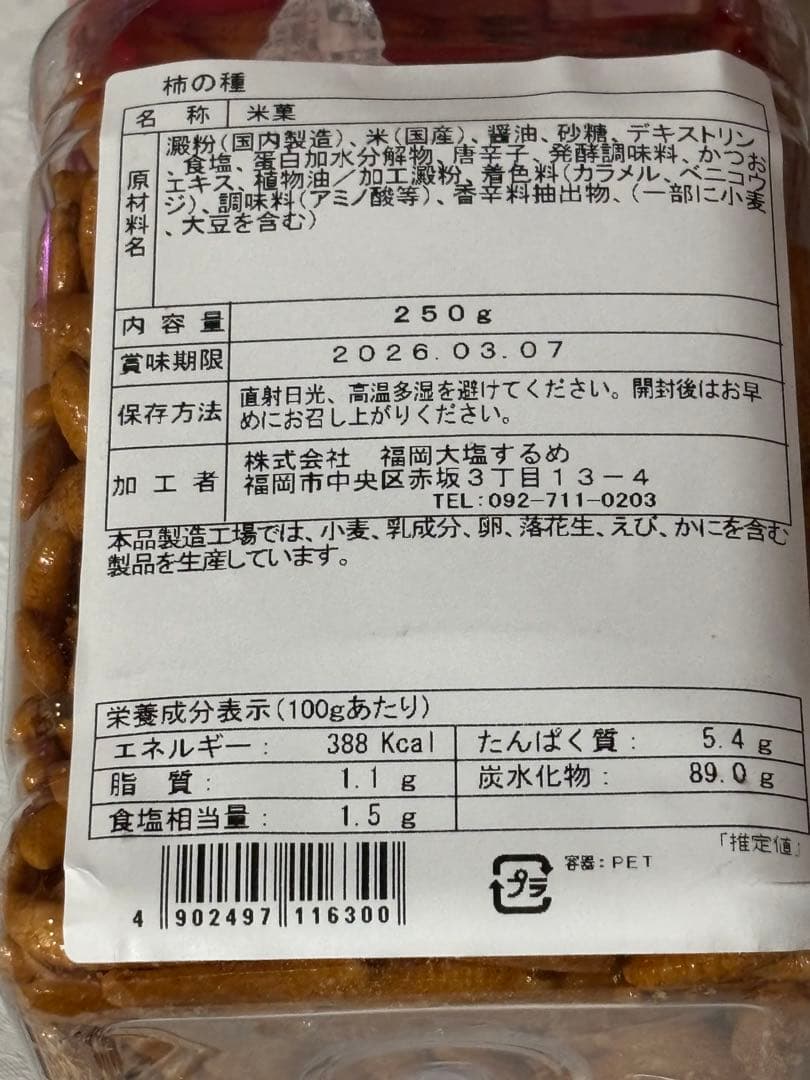 柿の種
名称 米菓
原材料名
澱粉(国内製造)、米(国産)、醤油、砂糖、デキストリン
、食塩、蛋白加水分解物、唐辛子、発酵調味料、かつお
エキス、植物油/加工澱粉、着色料(カラメル、ベニコウ
ジ)、調味料(アミノ酸等)、香辛料抽出物、(一部に小麦
、大豆を含む)
内容量 250g
賞味期限 2026.03.07
保存方法
直射日光、高温多湿を避けてください。開封後はお早
めにお召し上がりください。
加工者
株式会社 福岡大塩するめ
福岡市中央区赤坂3丁目13-4
TEL:092-711-0203
本品製造工場では、小麦、乳成分、卵、落花生、えび、かにを含む
製品を生産しています。
栄養成分表示(100gあたり)
エネルギー: 388 Kcal たんぱく質: 5.4 g
脂質: 1.1 g 炭水化物: 89.0 g
食塩相当量: 1.5 g
「推定値」
4 902497 116300
プラ 容器:PET